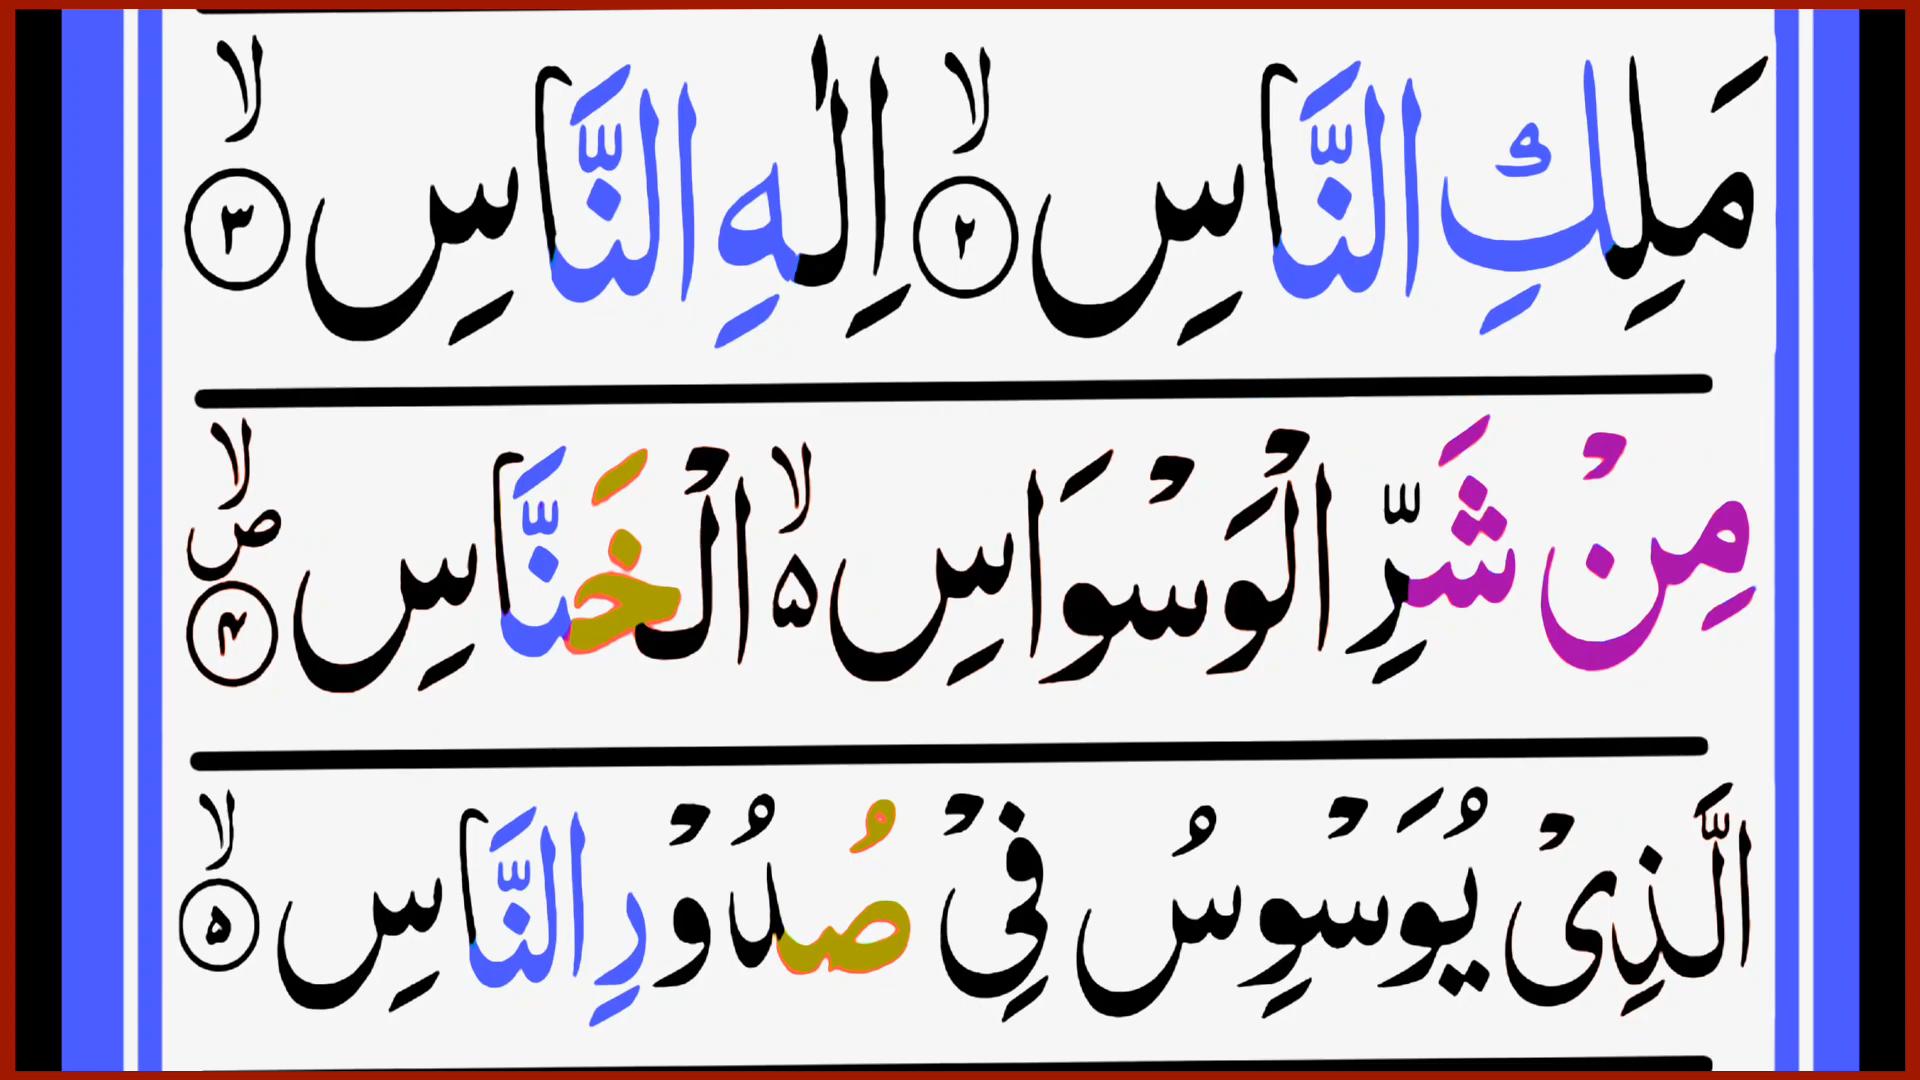 مَلِكِ النَّاسِ ۙ﴿۲﴾ اِلٰهِ النَّاسِ ۙ﴿۳﴾
مِنْ شَرِّ الْوَسْوَاسِ ۵ۙ الْخَنَّاسِ ۪ۙ﴿۴﴾
الَّذِیْ یُوَسْوِسُ فِیْ صُدُوْرِ النَّاسِ ۙ﴿۵﴾